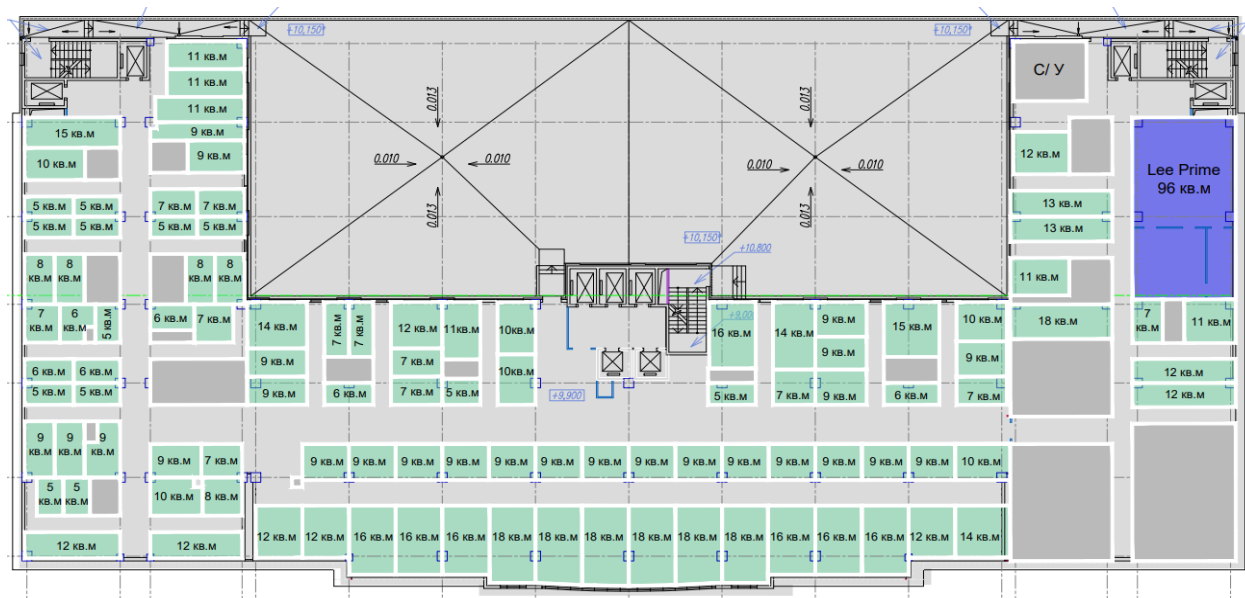 +10,150
+10,150
11 кв.м
11 кв.м
11 кв.м
9 кв.м
9 кв.м
15 кв.м
10 кв.м
5 кв.м
5 кв.м
5 кв.м
5 кв.м
7 кв.м
7 кв.м
5 кв.м
5 кв.м
8
кв.м
8
кв.м
8
кв.м
8
кв.м
7
кв.м
6
кв.м
5 кв.м
6 кв.м
7 кв.м
6 кв.м
6 кв.м
5 кв.м
5 кв.м
9
кв.м
9
кв.м
9
кв.м
5
кв.м
5
кв.м
9 кв.м
7 кв.м
10 кв.м
8 кв.м
12 кв.м
12 кв.м
0.013
0.010
0.010
0.013
0.013
0.010
0.010
0.013
+10,150
+10,800
+9,900
14 кв.м
9 кв.м
9 кв.м
7 кв.м
7 кв.м
6 кв.м
12 кв.м
7 кв.м
7 кв.м
11кв.м
5 кв.м
10кв.м
10кв.м
16 кв.м
5 кв.м
14 кв.м
7 кв.м
9 кв.м
9 кв.м
9 кв.м
15 кв.м
6 кв.м
10 кв.м
9 кв.м
7 кв.м
9 кв.м
9 кв.м
9 кв.м
9 кв.м
9 кв.м
9 кв.м
9 кв.м
9 кв.м
9 кв.м
9 кв.м
9 кв.м
9 кв.м
9 кв.м
9 кв.м
10 кв.м
12 кв.м
12 кв.м
16 кв.м
16 кв.м
16 кв.м
18 кв.м
18 кв.м
18 кв.м
18 кв.м
18 кв.м
18 кв.м
16 кв.м
16 кв.м
16 кв.м
12 кв.м
14 кв.м
С/ У
12 кв.м
13 кв.м
13 кв.м
11 кв.м
18 кв.м
Lee Prime
96 кв.м
7
кв.м
11 кв.м
12 кв.м
12 кв.м